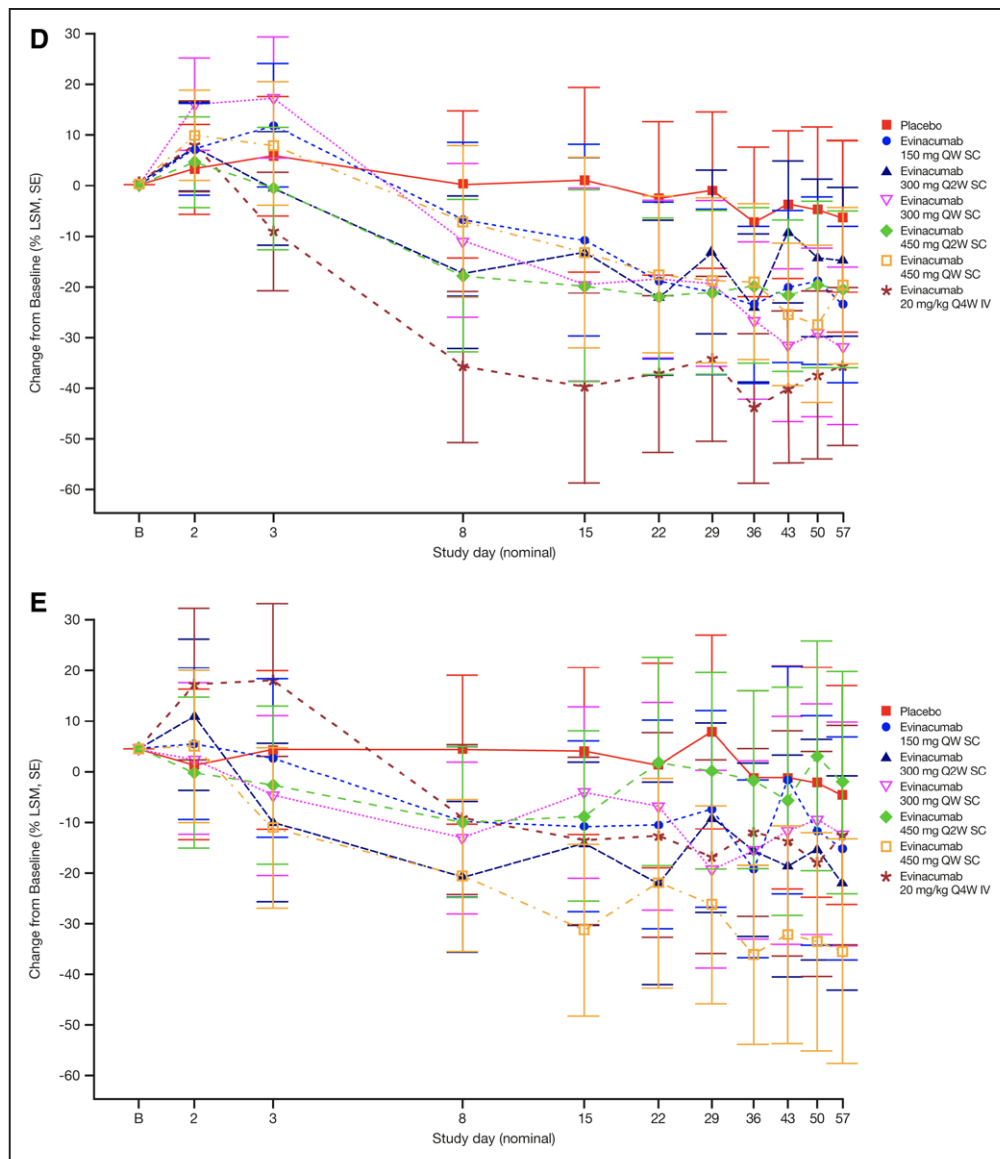 D
30
20
10
0
-10
-20
-30
-40
-50
-60
Change from Baseline (% LSM, SE)
B 2 3 8 15 22 29 36 43 50 57
Study day (nominal)
Placebo
Evinacumab
150 mg QW SC
Evinacumab
300 mg Q2W SC
Evinacumab
300 mg QW SC
Evinacumab
450 mg Q2W SC
Evinacumab
450 mg QW SC
Evinacumab
20 mg/kg Q4W IV
E
30
20
10
0
-10
-20
-30
-40
-50
-60
Change from Baseline (% LSM, SE)
B 2 3 8 15 22 29 36 43 50 57
Study day (nominal)
Placebo
Evinacumab
150 mg QW SC
Evinacumab
300 mg Q2W SC
Evinacumab
300 mg QW SC
Evinacumab
450 mg Q2W SC
Evinacumab
450 mg QW SC
Evinacumab
20 mg/kg Q4W IV